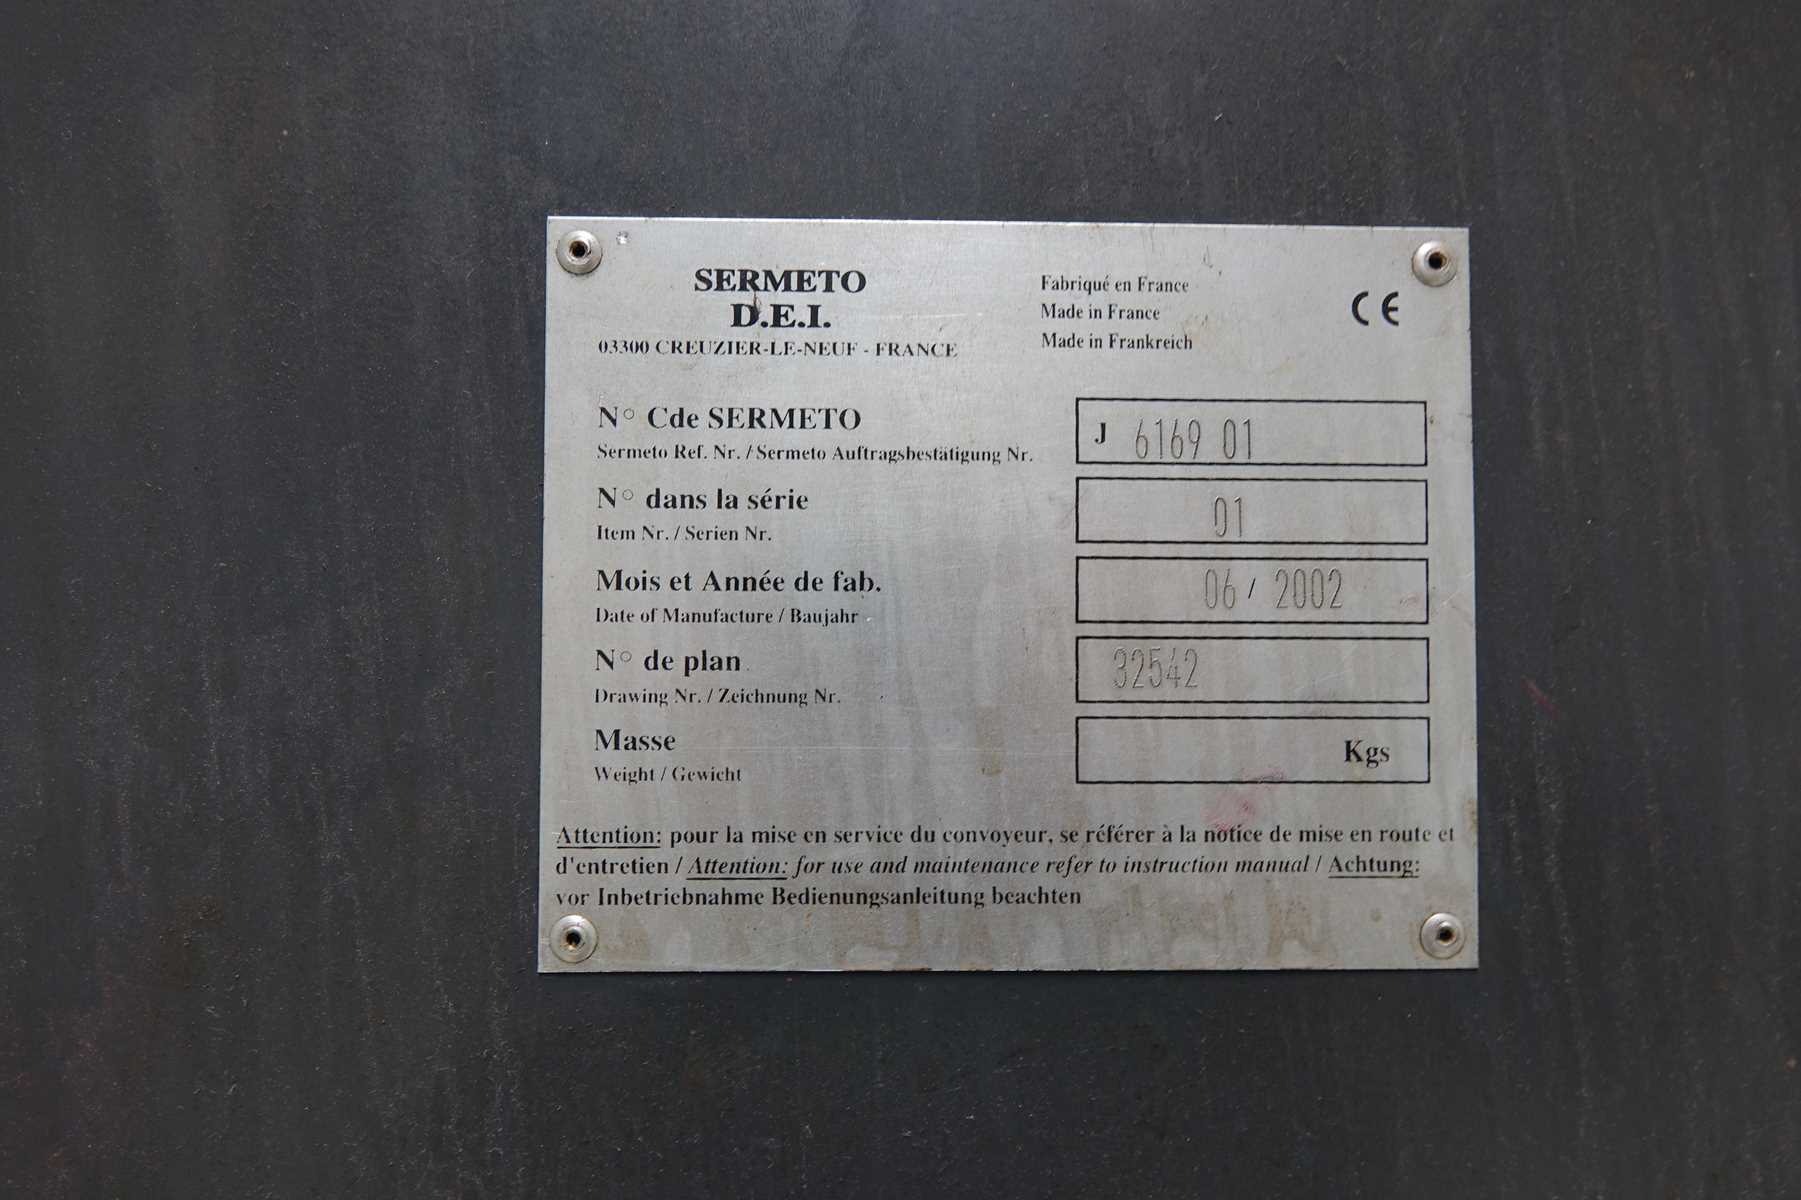 SERMETO
D.E.I.
03300 CREUZIER-LE-NEUF - FRANCE
Fabriqué en France
Made in France
Made in Frankreich
CE
N° Cde SERMETO
Sermeto Ref. Nr. / Sermeto Auftragsbestätigung Nr.
J 6169 01
N° dans la série
Item Nr. / Serien Nr.
01
Mois et Année de fab.
Date of Manufacture / Baujahr
06 / 2002
N° de plan
Drawing Nr. / Zeichnung Nr.
32542
Masse
Weight / Gewicht
Kgs
Attention: pour la mise en service du convoyeur, se référer à la notice de mise en route et
d'entretien / Attention: for use and maintenance refer to instruction manual / Achtung:
vor Inbetriebnahme Bedienungsanleitung beachten